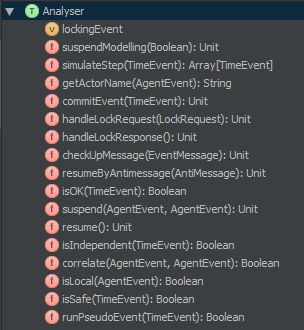 T Analyser
v lockingEvent
f suspendModelling(Boolean): Unit
f simulateStep(TimeEvent): Array[TimeEvent]
f getActorName(AgentEvent): String
f commitEvent(TimeEvent): Unit
f handleLockRequest(LockRequest): Unit
f handleLockResponse(): Unit
f checkUpMessage(EventMessage): Unit
f resumeByAntimessage(AntiMessage): Unit
f isOK(TimeEvent): Boolean
f suspend(AgentEvent, AgentEvent): Unit
f resume(): Unit
f isIndependent(TimeEvent): Boolean
f correlate(AgentEvent, AgentEvent): Boolean
f isLocal(AgentEvent): Boolean
f isSafe(TimeEvent): Boolean
f runPseudoEvent(TimeEvent): Boolean